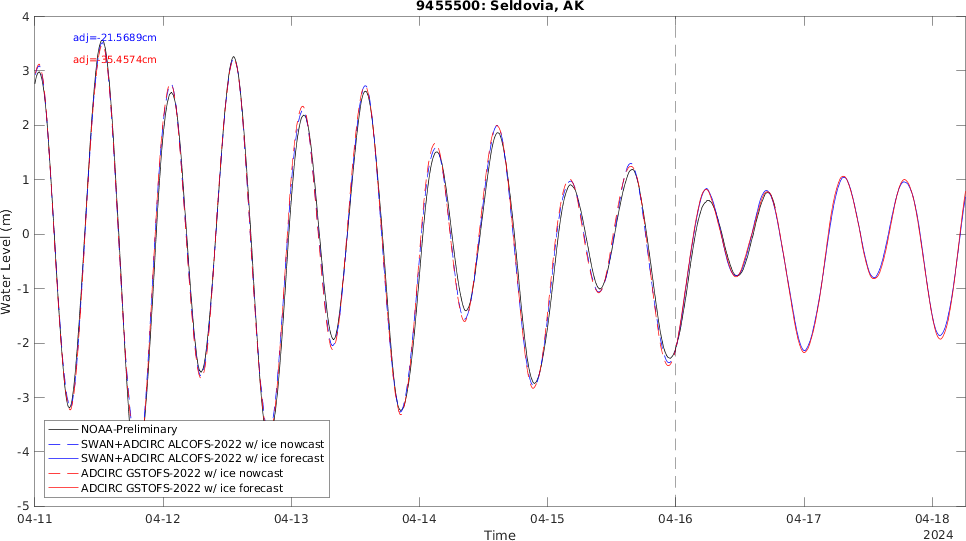 9455500: Seldovia, AK
adj=-21.5689cm
adj=-35.4574cm
4
3
2
1
0
-1
-2
-3
-4
-5
Water Level (m)
NOAA-Preliminary
SWAN+ADCIRC ALCOFS-2022 w/ ice nowcast
SWAN+ADCIRC ALCOFS-2022 w/ ice forecast
ADCIRC GSTOFS-2022 w/ ice nowcast
ADCIRC GSTOFS-2022 w/ ice forecast
04-11 04-12 04-13 04-14 04-15 04-16 04-17 04-18
2024
Time